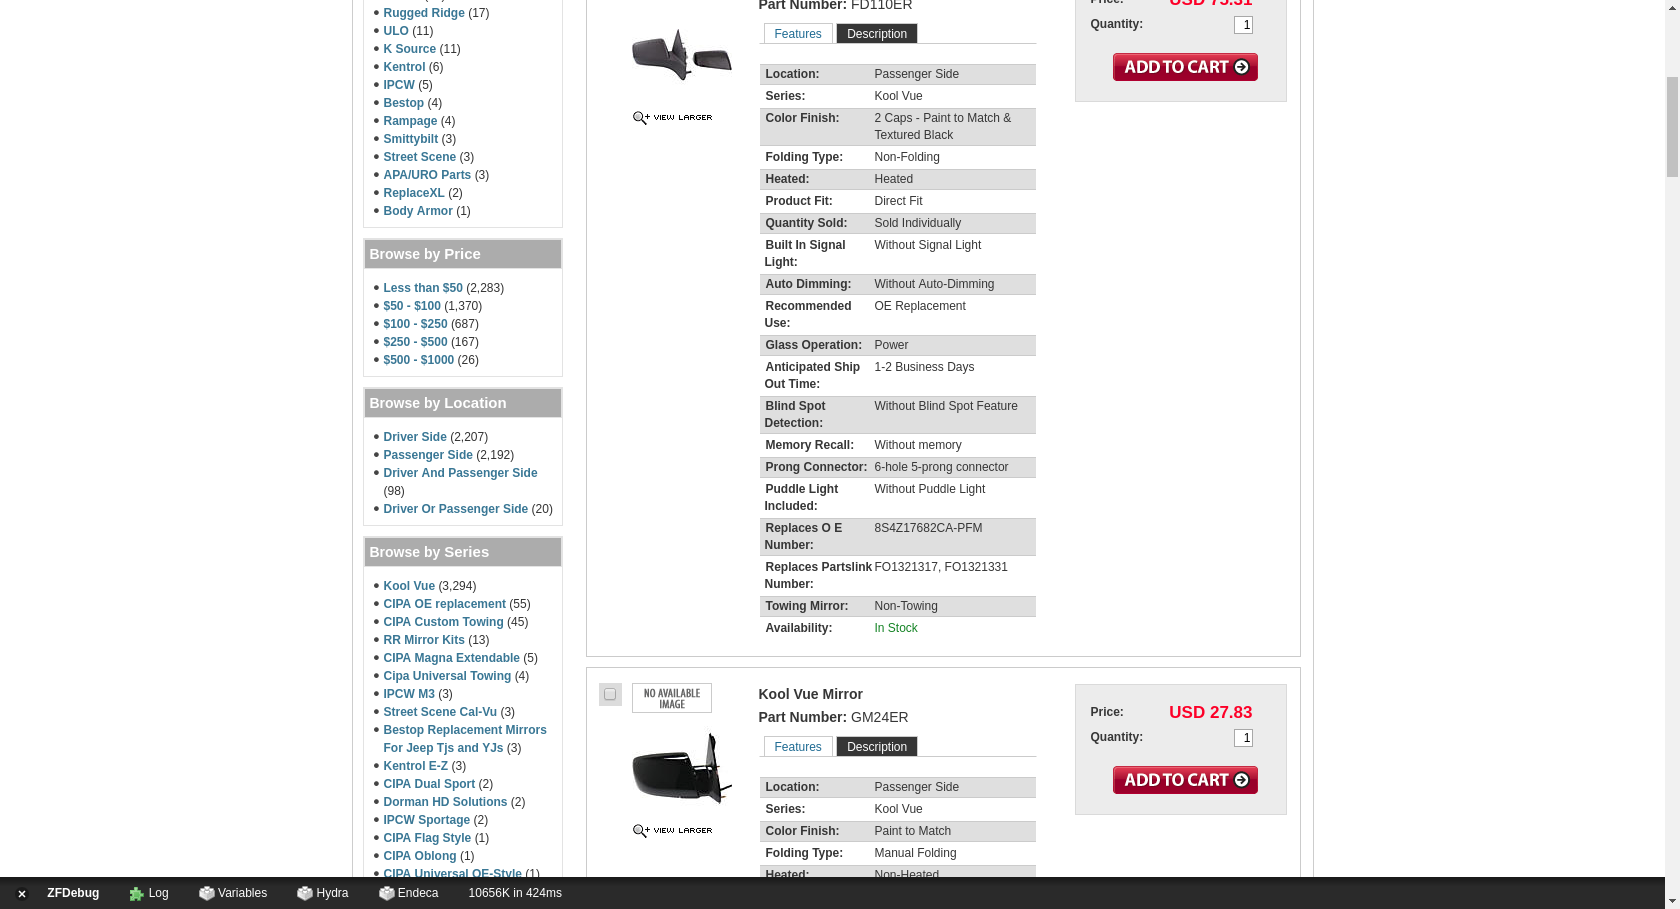 Rugged Ridge (17)
ULO (11)
K Source (11)
Kentrol (6)
IPCW (5)
Bestop (4)
Rampage (4)
Smittybilt (3)
Street Scene (3)
APA/URO Parts (3)
ReplaceXL (2)
Body Armor (1)
Browse by Price
Less than $50 (2,283)
$50 - $100 (1,370)
$100 - $250 (687)
$250 - $500 (167)
$500 - $1000 (26)
Browse by Location
Driver Side (2,207)
Passenger Side (2,192)
Driver And Passenger Side
(98)
Driver Or Passenger Side (20)
Browse by Series
Kool Vue (3,294)
CIPA OE replacement (55)
CIPA Custom Towing (45)
RR Mirror Kits (13)
CIPA Magna Extendable (5)
Cipa Universal Towing (4)
IPCW M3 (3)
Street Scene Cal-Vu (3)
Bestop Replacement Mirrors
For Jeep Tjs and YJs (3)
Kentrol E-Z (3)
CIPA Dual Sport (2)
Dorman HD Solutions (2)
IPCW Sportage (2)
CIPA Flag Style (1)
CIPA Oblong (1)
CIPA Universal OE-Style (1)
VIEW LARGER
Part Number: FD110ER
Features Description
Location: Passenger Side
Series: Kool Vue
Color Finish: 2 Caps - Paint to Match &
Textured Black
Folding Type: Non-Folding
Heated: Heated
Product Fit: Direct Fit
Quantity Sold: Sold Individually
Built In Signal Without Signal Light
Light:
Auto Dimming: Without Auto-Dimming
Recommended OE Replacement
Use:
Glass Operation: Power
Anticipated Ship 1-2 Business Days
Out Time:
Blind Spot Without Blind Spot Feature
Detection:
Memory Recall: Without memory
Prong Connector: 6-hole 5-prong connector
Puddle Light Without Puddle Light
Included:
Replaces O E 8S4Z17682CA-PFM
Number:
Replaces Partslink FO1321317, FO1321331
Number:
Towing Mirror: Non-Towing
Availability: In Stock
Price: USD 75.31
Quantity: 1
ADD TO CART
NO AVAILABLE
IMAGE
VIEW LARGER
Kool Vue Mirror
Part Number: GM24ER
Features Description
Location: Passenger Side
Series: Kool Vue
Color Finish: Paint to Match
Folding Type: Manual Folding
Heated: Non-Heated
Price: USD 27.83
Quantity: 1
ADD TO CART
ZFDebug Log Variables Hydra Endeca 10656K in 424ms